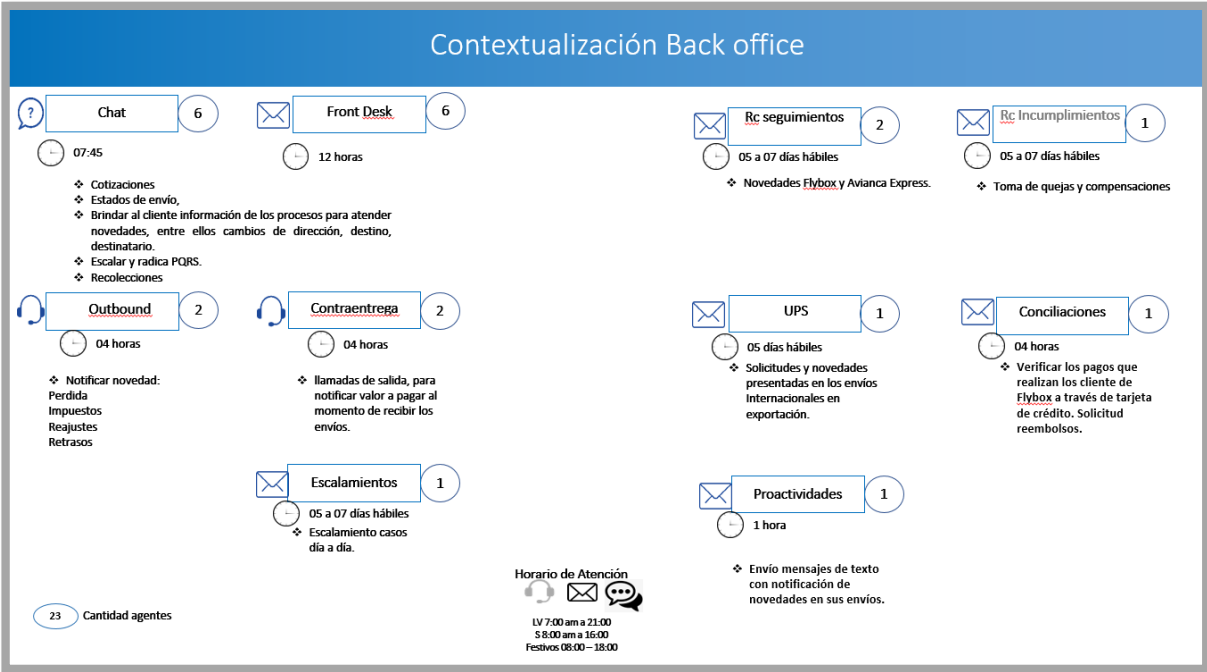 Contextualización Back office
?
Chat
6
07:45
❖ Cotizaciones
❖ Estados de envío,
❖ Brindar al cliente información de los procesos para atender
novedades, entre ellos cambios de dirección, destino,
destinatario.
❖ Escalar y radica PQRS.
❖ Recolecciones
Front Desk
6
12 horas
Rc seguimientos
2
05 a 07 días hábiles
❖ Novedades Flybox y Avianca Express.
Rc Incumplimientos
1
05 a 07 días hábiles
❖ Toma de quejas y compensaciones
Outbound
2
04 horas
❖ Notificar novedad:
Perdida
Impuestos
Reajustes
Retrasos
Contraentrega
2
04 horas
❖ llamadas de salida, para
notificar valor a pagar al
momento de recibir los
envíos.
UPS
1
05 días hábiles
❖ Solicitudes y novedades
presentadas en los envíos
Internacionales en
exportación.
Conciliaciones
1
04 horas
❖ Verificar los pagos que
realizan los cliente de
Flybox a través de tarjeta
de crédito. Solicitud
reembolsos.
Escalamientos
1
05 a 07 días hábiles
❖ Escalamiento casos
día a día.
Proactividades
1
1 hora
❖ Envío mensajes de texto
con notificación de
novedades en sus envíos.
Horario de Atención
LV 7:00 am a 21:00
S 8:00 am a 16:00
Festivos 08:00 – 18:00
23
Cantidad agentes